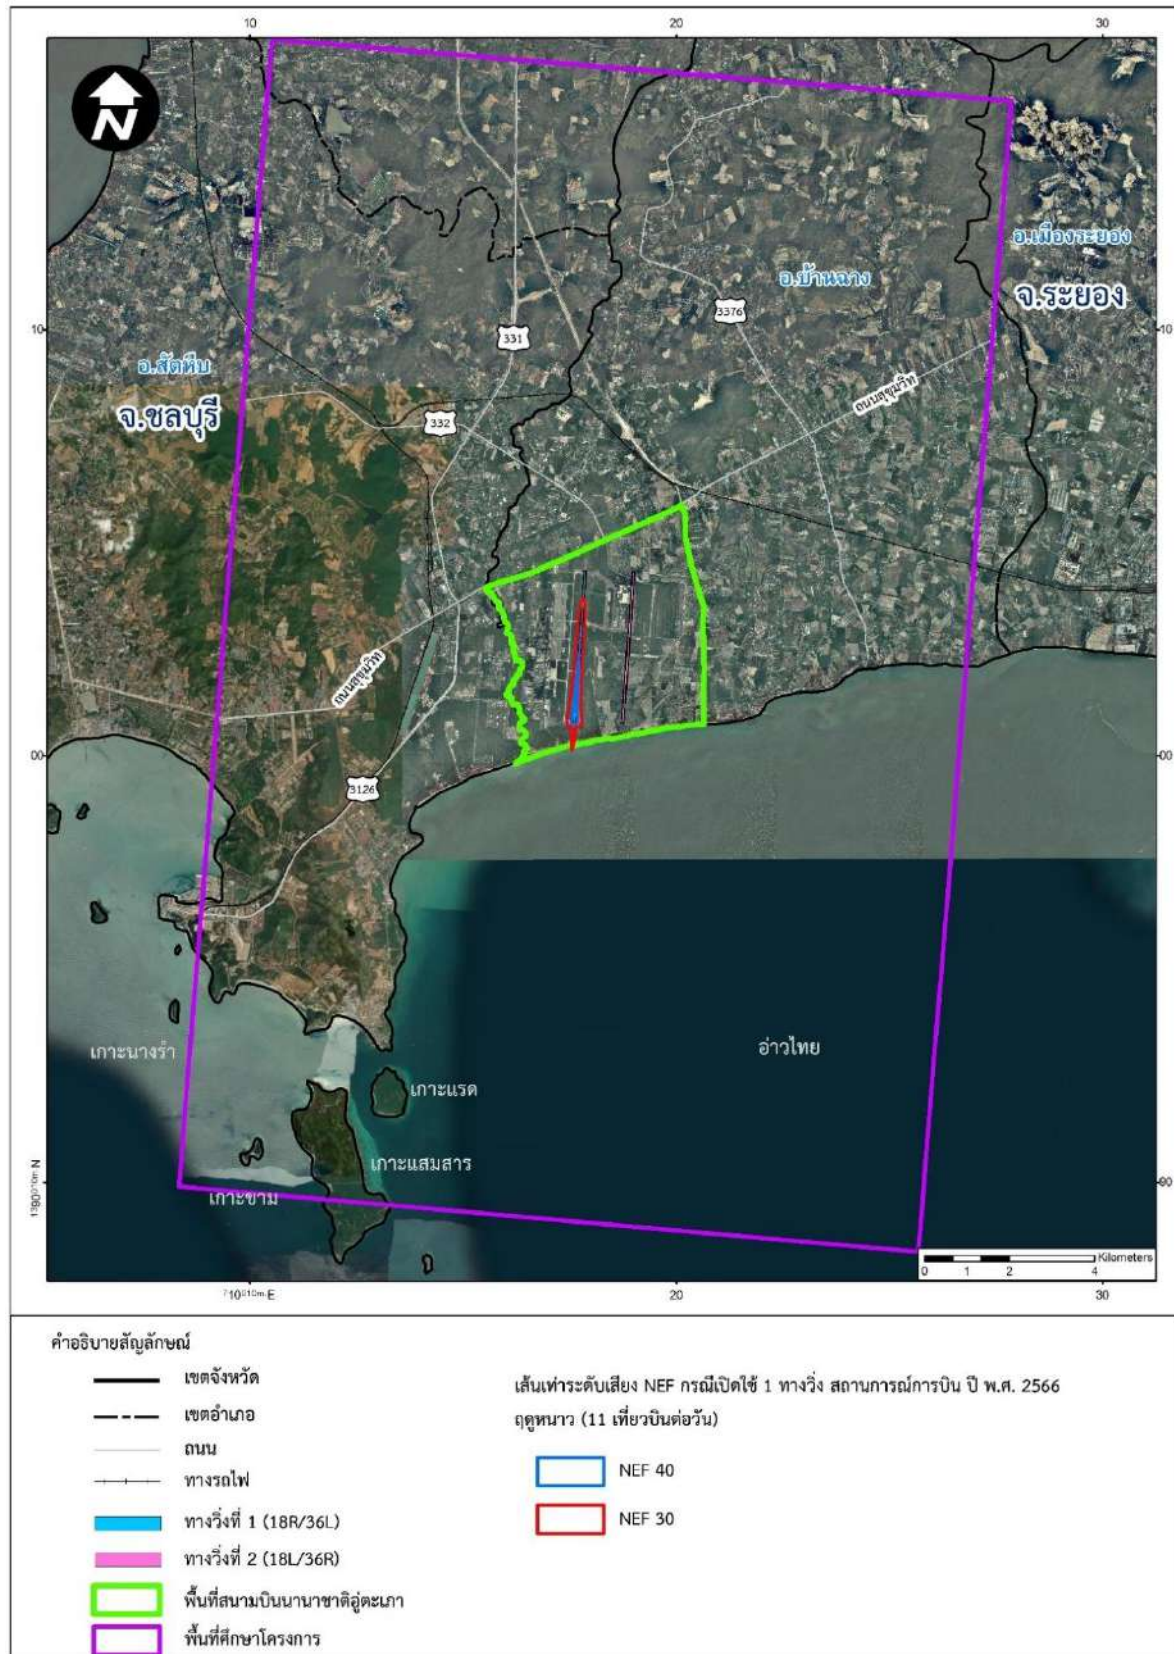 10 20 30
N
อ.เมืองระยอง
อ.บ้านฉาง
จ.ระยอง
3376
10 331 10
อ.สัตหีบ
จ.ชลบุรี
332
ถนนสุขุมวิท
ถนนสุขุมวิท
00 00
3126
เกาะนางรำ
อ่าวไทย
เกาะแรด
เกาะแสมสาร
เกาะขาม
1390⁰¹⁰m.N 90
Kilometers
0 1 2 4
⁷10⁰¹⁰m.E 20 30
คำอธิบายสัญลักษณ์
เขตจังหวัด
เขตอำเภอ
ถนน
ทางรถไฟ
ทางวิ่งที่ 1 (18R/36L)
ทางวิ่งที่ 2 (18L/36R)
พื้นที่สนามบินนานาชาติอู่ตะเภา
พื้นที่ศึกษาโครงการ
เส้นเท่าระดับเสียง NEF กรณีเปิดใช้ 1 ทางวิ่ง สถานการณ์การบิน ปี พ.ศ. 2566
ฤดูหนาว (11 เที่ยวบินต่อวัน)
NEF 40
NEF 30